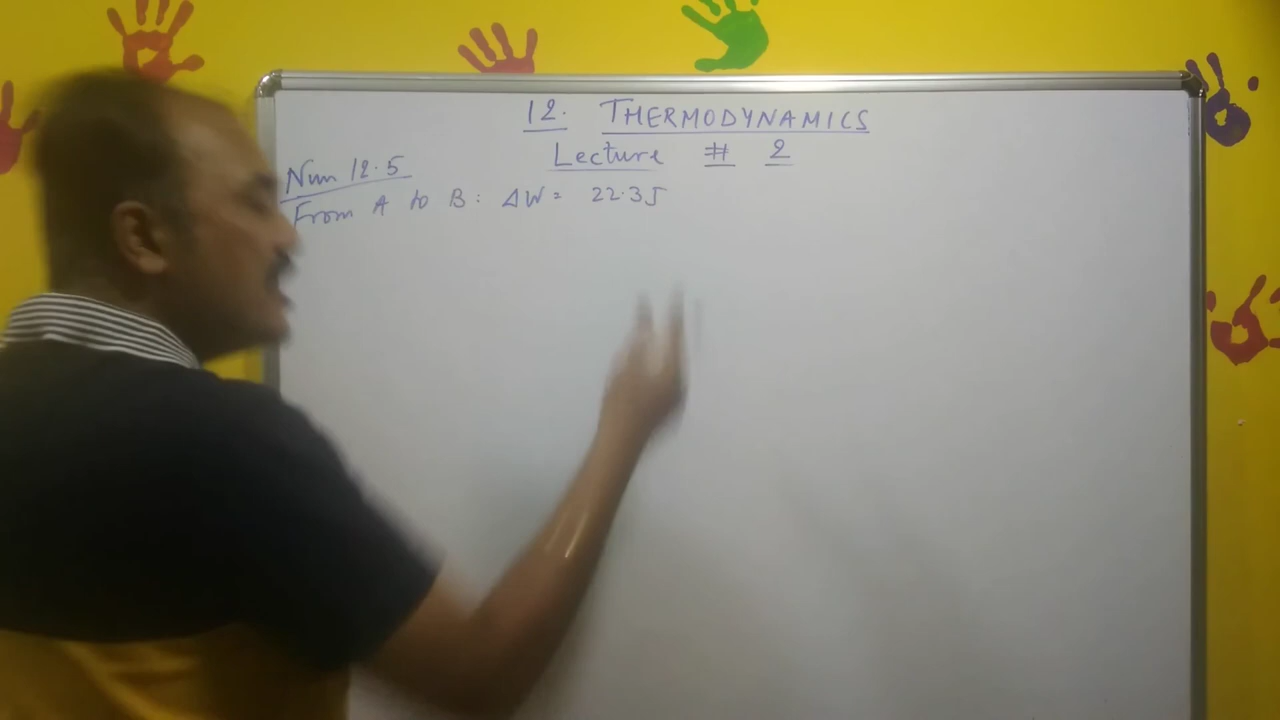 12. THERMODYNAMICS
Lecture # 2
Num 12.5
From A to B: ΔW = 22.3J